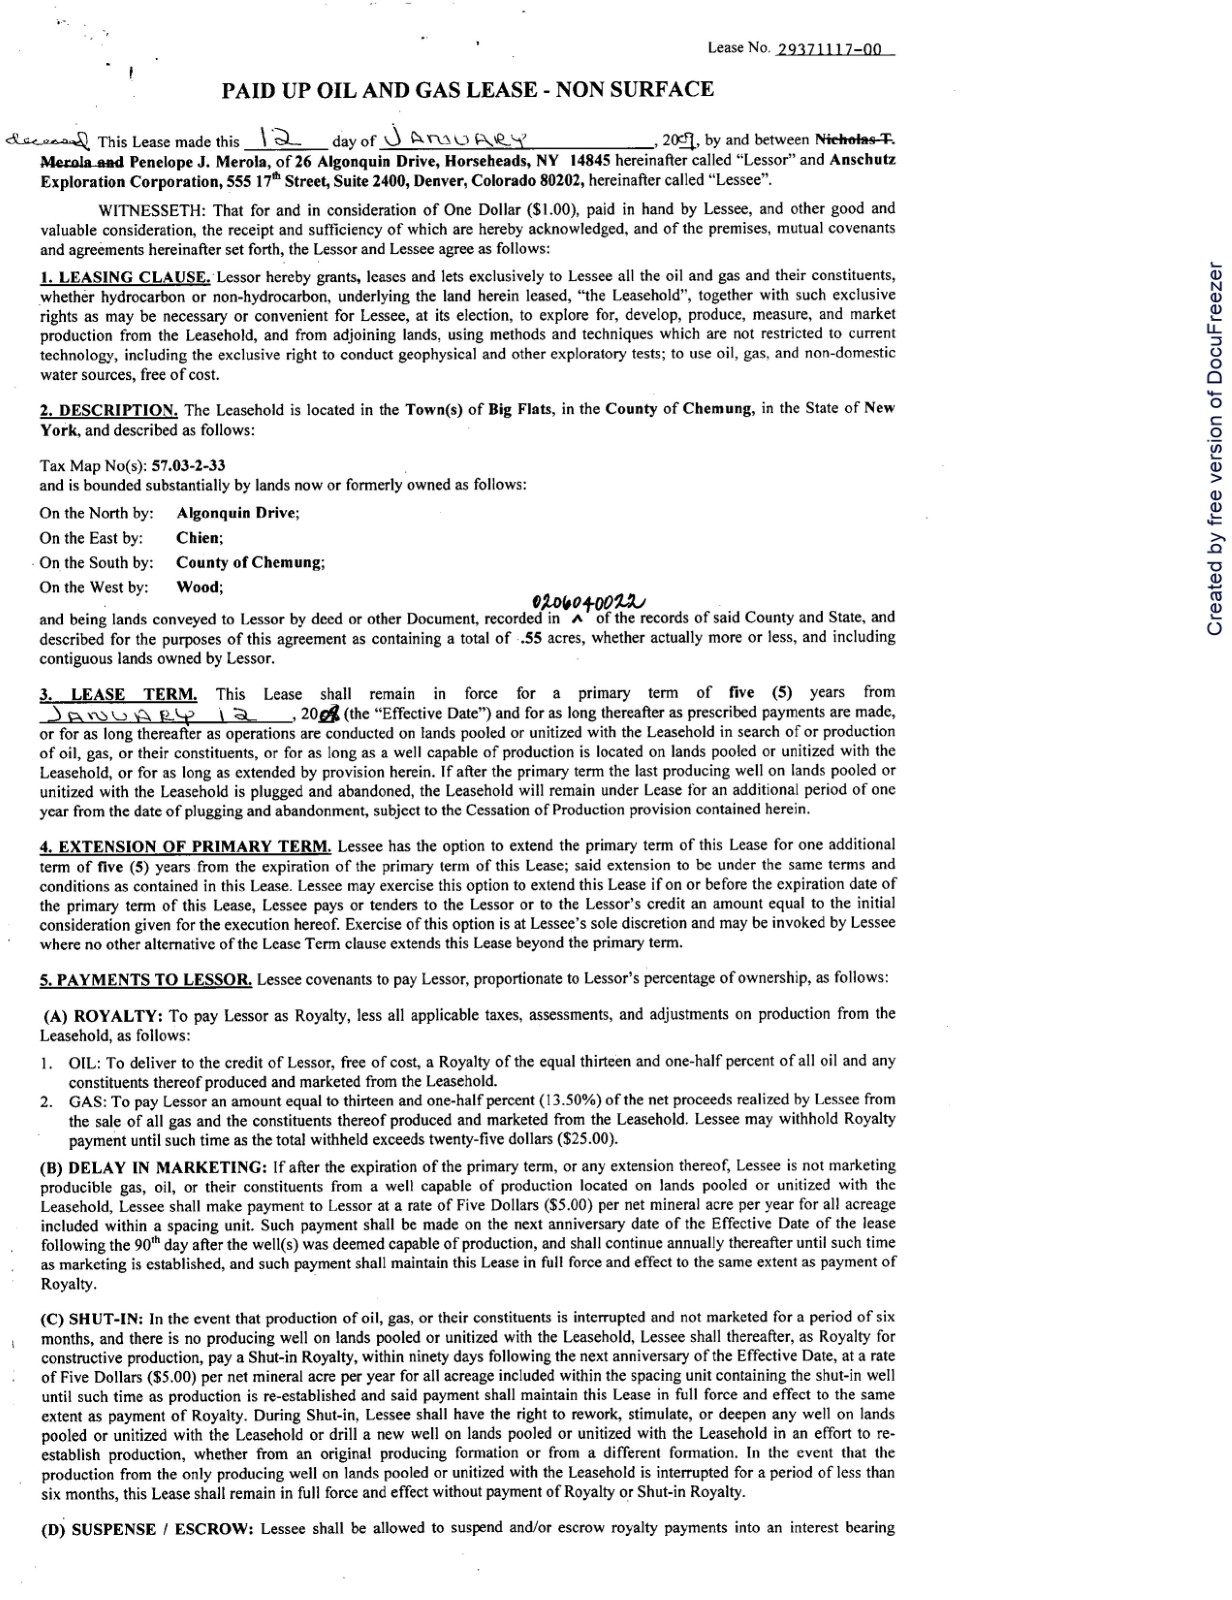 Lease No. 29371117-00
PAID UP OIL AND GAS LEASE - NON SURFACE
deceased This Lease made this 12 day of JANUARY, 2009, by and between Nicholas T.
Merola and Penelope J. Merola, of 26 Algonquin Drive, Horseheads, NY 14845 hereinafter called “Lessor” and Anschutz
Exploration Corporation, 555 17th Street, Suite 2400, Denver, Colorado 80202, hereinafter called “Lessee”.
WITNESSETH: That for and in consideration of One Dollar ($1.00), paid in hand by Lessee, and other good and
valuable consideration, the receipt and sufficiency of which are hereby acknowledged, and of the premises, mutual covenants
and agreements hereinafter set forth, the Lessor and Lessee agree as follows:
1. LEASING CLAUSE. Lessor hereby grants, leases and lets exclusively to Lessee all the oil and gas and their constituents,
whether hydrocarbon or non-hydrocarbon, underlying the land herein leased, “the Leasehold”, together with such exclusive
rights as may be necessary or convenient for Lessee, at its election, to explore for, develop, produce, measure, and market
production from the Leasehold, and from adjoining lands, using methods and techniques which are not restricted to current
technology, including the exclusive right to conduct geophysical and other exploratory tests; to use oil, gas, and non-domestic
water sources, free of cost.
2. DESCRIPTION. The Leasehold is located in the Town(s) of Big Flats, in the County of Chemung, in the State of New
York, and described as follows:
Tax Map No(s): 57.03-2-33
and is bounded substantially by lands now or formerly owned as follows:
On the North by: Algonquin Drive;
On the East by: Chien;
On the South by: County of Chemung;
On the West by: Wood;
0206040022
and being lands conveyed to Lessor by deed or other Document, recorded in ^ of the records of said County and State, and
described for the purposes of this agreement as containing a total of .55 acres, whether actually more or less, and including
contiguous lands owned by Lessor.
3. LEASE TERM. This Lease shall remain in force for a primary term of five (5) years from
JANUARY 12, 2009 (the “Effective Date”) and for as long thereafter as prescribed payments are made,
or for as long thereafter as operations are conducted on lands pooled or unitized with the Leasehold in search of or production
of oil, gas, or their constituents, or for as long as a well capable of production is located on lands pooled or unitized with the
Leasehold, or for as long as extended by provision herein. If after the primary term the last producing well on lands pooled or
unitized with the Leasehold is plugged and abandoned, the Leasehold will remain under Lease for an additional period of one
year from the date of plugging and abandonment, subject to the Cessation of Production provision contained herein.
4. EXTENSION OF PRIMARY TERM. Lessee has the option to extend the primary term of this Lease for one additional
term of five (5) years from the expiration of the primary term of this Lease; said extension to be under the same terms and
conditions as contained in this Lease. Lessee may exercise this option to extend this Lease if on or before the expiration date of
the primary term of this Lease, Lessee pays or tenders to the Lessor or to the Lessor's credit an amount equal to the initial
consideration given for the execution hereof. Exercise of this option is at Lessee's sole discretion and may be invoked by Lessee
where no other alternative of the Lease Term clause extends this Lease beyond the primary term.
5. PAYMENTS TO LESSOR. Lessee covenants to pay Lessor, proportionate to Lessor's percentage of ownership, as follows:
(A) ROYALTY: To pay Lessor as Royalty, less all applicable taxes, assessments, and adjustments on production from the
Leasehold, as follows:
1. OIL: To deliver to the credit of Lessor, free of cost, a Royalty of the equal thirteen and one-half percent of all oil and any
constituents thereof produced and marketed from the Leasehold.
2. GAS: To pay Lessor an amount equal to thirteen and one-half percent (13.50%) of the net proceeds realized by Lessee from
the sale of all gas and the constituents thereof produced and marketed from the Leasehold. Lessee may withhold Royalty
payment until such time as the total withheld exceeds twenty-five dollars ($25.00).
(B) DELAY IN MARKETING: If after the expiration of the primary term, or any extension thereof, Lessee is not marketing
producible gas, oil, or their constituents from a well capable of production located on lands pooled or unitized with the
Leasehold, Lessee shall make payment to Lessor at a rate of Five Dollars ($5.00) per net mineral acre per year for all acreage
included within a spacing unit. Such payment shall be made on the next anniversary date of the Effective Date of the lease
following the 90th day after the well(s) was deemed capable of production, and shall continue annually thereafter until such time
as marketing is established, and such payment shall maintain this Lease in full force and effect to the same extent as payment of
Royalty.
(C) SHUT-IN: In the event that production of oil, gas, or their constituents is interrupted and not marketed for a period of six
months, and there is no producing well on lands pooled or unitized with the Leasehold, Lessee shall thereafter, as Royalty for
constructive production, pay a Shut-in Royalty, within ninety days following the next anniversary of the Effective Date, at a rate
of Five Dollars ($5.00) per net mineral acre per year for all acreage included within the spacing unit containing the shut-in well
until such time as production is re-established and said payment shall maintain this Lease in full force and effect to the same
extent as payment of Royalty. During Shut-in, Lessee shall have the right to rework, stimulate, or deepen any well on lands
pooled or unitized with the Leasehold or drill a new well on lands pooled or unitized with the Leasehold in an effort to re-
establish production, whether from an original producing formation or from a different formation. In the event that the
production from the only producing well on lands pooled or unitized with the Leasehold is interrupted for a period of less than
six months, this Lease shall remain in full force and effect without payment of Royalty or Shut-in Royalty.
(D) SUSPENSE / ESCROW: Lessee shall be allowed to suspend and/or escrow royalty payments into an interest bearing
Created by free version of DocuFreezer